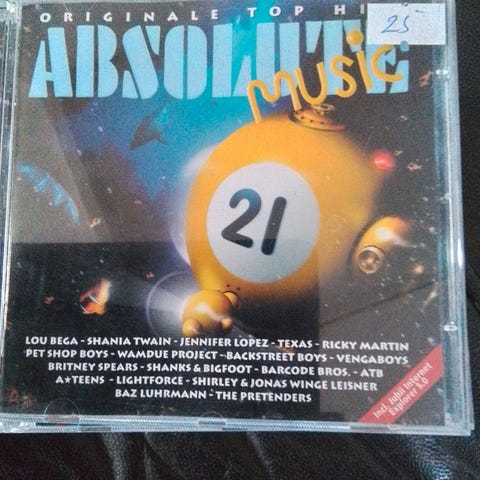 ORIGINALE TOP HI
25,-
ABSOLUTE
MUSIC
21
LOU BEGA - SHANIA TWAIN - JENNIFER LOPEZ - TEXAS - RICKY MARTIN
PET SHOP BOYS - WAMDUE PROJECT - BACKSTREET BOYS - VENGABOYS
BRITNEY SPEARS - SHANKS & BIGFOOT - BARCODE BROS. - ATB
A★TEENS - LIGHTFORCE - SHIRLEY & JONAS WINGE LEISNER
BAZ LUHRMANN - THE PRETENDERS
Incl. Jubii Internet
Explorer 5.0